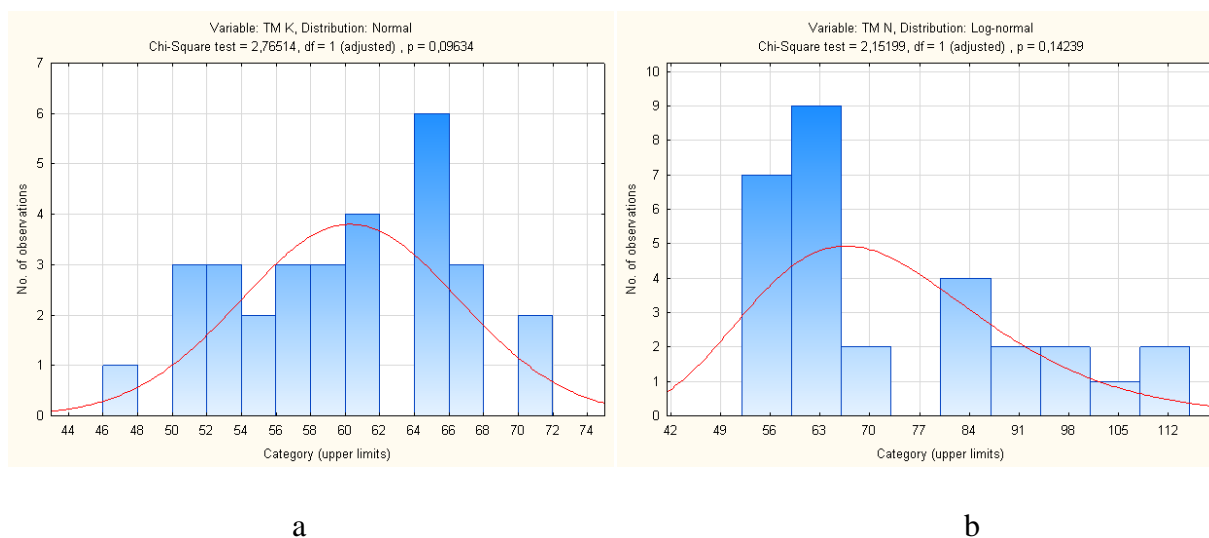 Variable: TM K, Distribution: Normal
Chi-Square test = 2,76514, df = 1 (adjusted) , p = 0,09634
7
6
5
4
3
2
1
0
No. of observations
44 46 48 50 52 54 56 58 60 62 64 66 68 70 72 74
Category (upper limits)
a
Variable: TM N, Distribution: Log-normal
Chi-Square test = 2,15199, df = 1 (adjusted) , p = 0,14239
10
9
8
7
6
5
4
3
2
1
0
No. of observations
42 49 56 63 70 77 84 91 98 105 112
Category (upper limits)
b